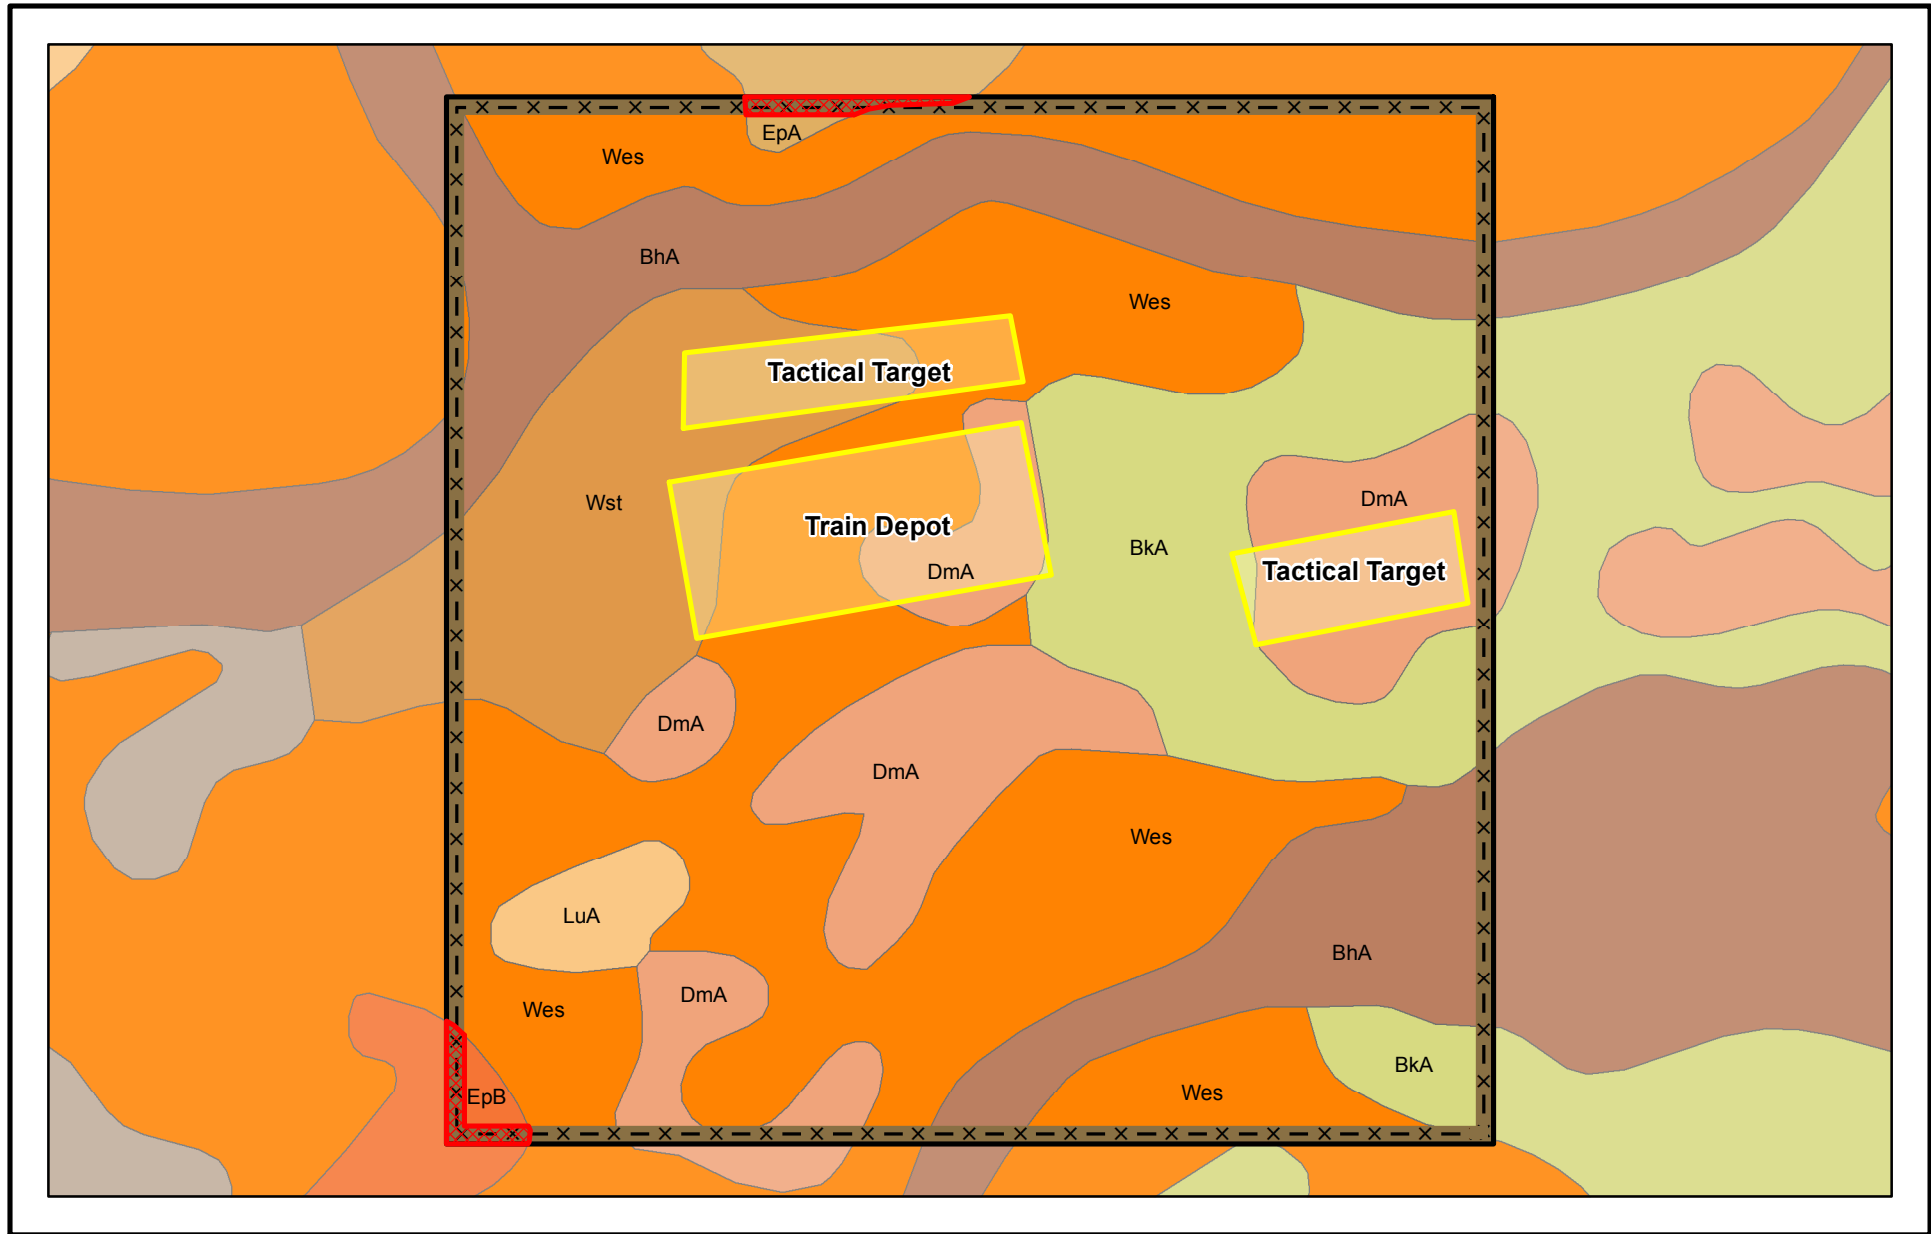 EpA
Wes
BhA
Wes
Tactical Target
DmA
Wst
Train Depot
BkA
DmA
Tactical Target
DmA
DmA
Wes
LuA
BhA
DmA
Wes
BkA
Wes
EpB